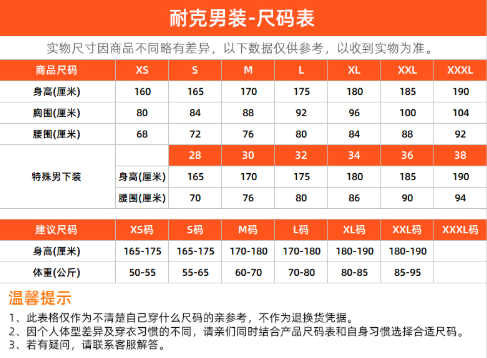 耐克男装-尺码表
实物尺寸因商品不同略有差异，以下数据仅供参考，以收到实物为准。
商品尺码 XS S M L XL XXL XXXL
身高(厘米) 160 165 170 175 180 185 190
胸围(厘米) 80 84 88 92 96 100 104
腰围(厘米) 68 72 76 80 84 88 92
28 30 32 34 36 38
特殊男下装 身高(厘米) 165 170 175 180 185 190
腰围(厘米) 70 76 80 86 90 94
建议尺码 XS码 S码 M码 L码 XL码 XXL码 XXXL码
身高(厘米) 165-175 165-175 170-180 170-180 180-190 180-190
体重(公斤) 50-55 55-65 60-70 70-80 80-85 85-95
温馨提示
1、此表格仅作为不清楚自己穿什么尺码的亲参考，不作为退换货凭据。
2、因个人体型差异及穿衣习惯的不同，请亲们同时结合产品尺码表和自身习惯选择合适尺码。
3、若有疑问，请联系客服解答。